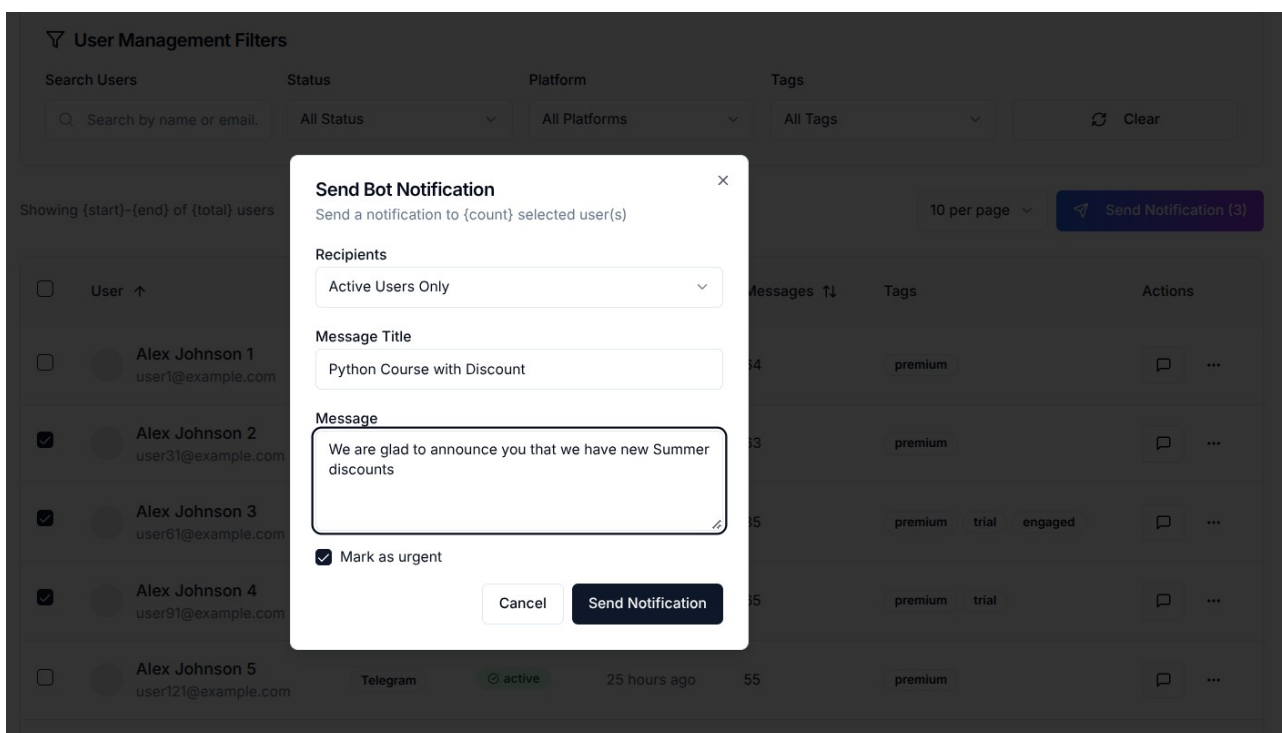 User Management Filters
Search Users
Status
Platform
Tags
Search by name or email.
All Status
All Platforms
All Tags
Clear
Showing {start}-{end} of {total} users
10 per page
Send Notification (3)
Send Bot Notification
Send a notification to {count} selected user(s)
Recipients
Active Users Only
Message Title
Python Course with Discount
Message
We are glad to announce you that we have new Summer
discounts
Mark as urgent
Cancel
Send Notification
User
Messages
Tags
Actions
Alex Johnson 1
user1@example.com
premium
Alex Johnson 2
user31@example.com
premium
Alex Johnson 3
user61@example.com
premium trial engaged
Alex Johnson 4
user91@example.com
premium trial
Alex Johnson 5
user121@example.com
Telegram
active
25 hours ago
55
premium